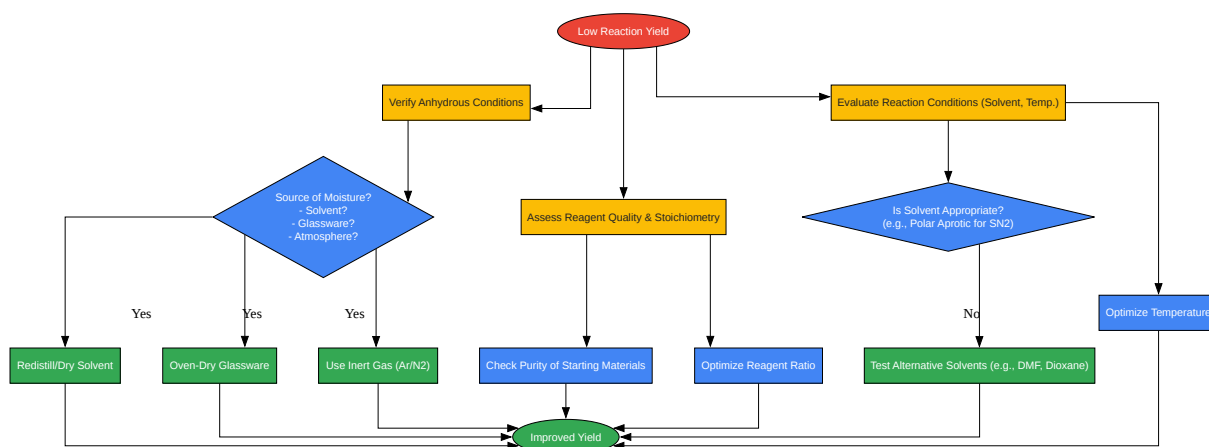 Low Reaction Yield
Verify Anhydrous Conditions
Evaluate Reaction Conditions (Solvent, Temp.)
Source of Moisture?
- Solvent?
- Glassware?
- Atmosphere?
Assess Reagent Quality & Stoichiometry
Is Solvent Appropriate?
(e.g., Polar Aprotic for SN2)
Yes
Yes
Yes
No
Optimize Temperature
Redistill/Dry Solvent
Oven-Dry Glassware
Use Inert Gas (Ar/N2)
Check Purity of Starting Materials
Optimize Reagent Ratio
Test Alternative Solvents (e.g., DMF, Dioxane)
Improved Yield